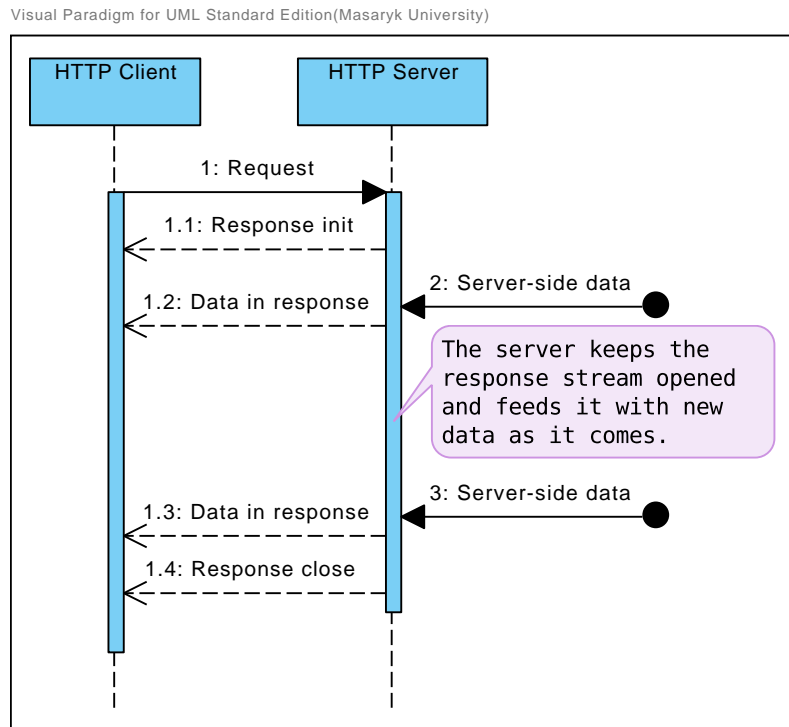 Visual Paradigm for UML Standard Edition(Masaryk University)
HTTP Client
HTTP Server
1: Request
1.1: Response init
2: Server-side data
1.2: Data in response
The server keeps the
response stream opened
and feeds it with new
data as it comes.
3: Server-side data
1.3: Data in response
1.4: Response close